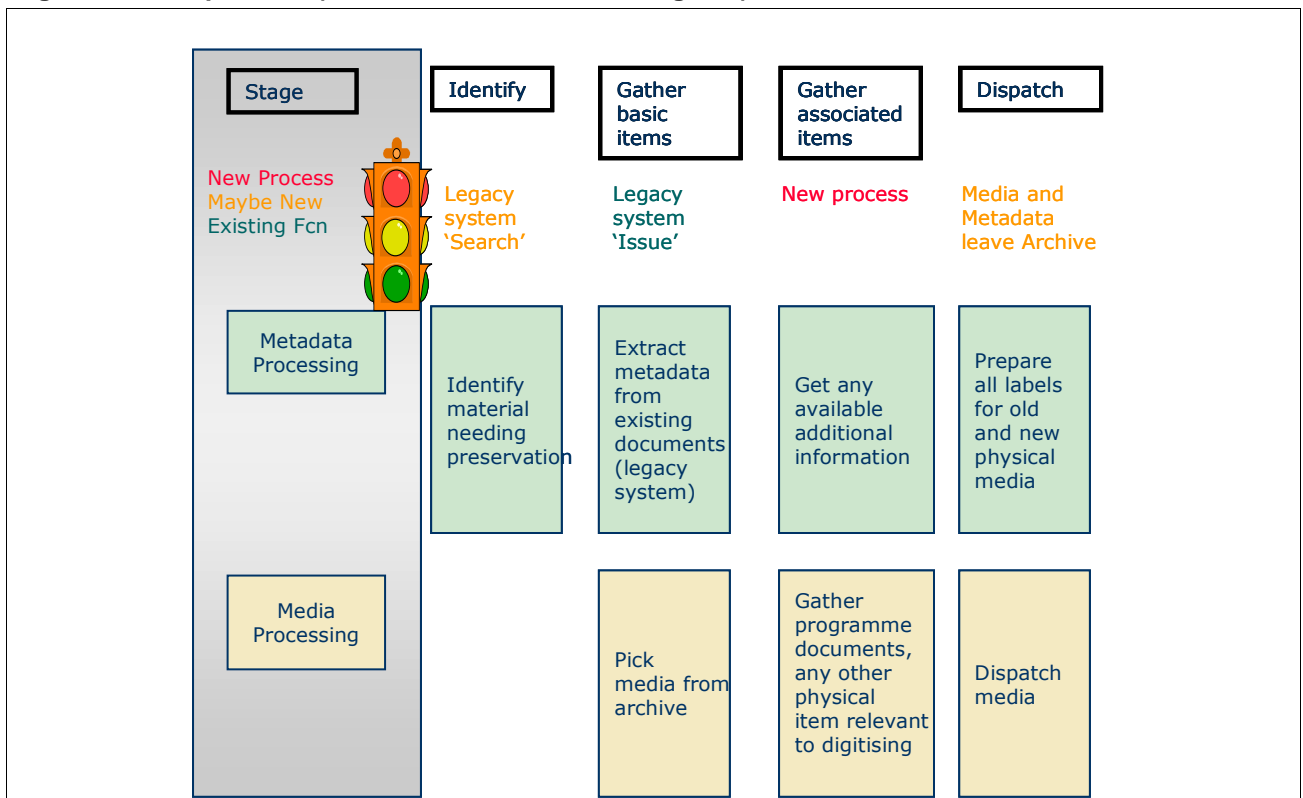 Stage
Identify
Gather
basic
items
Gather
associated
items
Dispatch
New Process
Maybe New
Existing Fcn
Legacy
system
‘Search’
Legacy
system
‘Issue’
New process
Media and
Metadata
leave Archive
Metadata
Processing
Identify
material
needing
preservation
Extract
metadata
from
existing
documents
(legacy
system)
Get any
available
additional
information
Prepare
all labels
for old
and new
physical
media
Media
Processing
Pick
media from
archive
Gather
programme
documents,
any other
physical
item relevant
to digitising
Dispatch
media